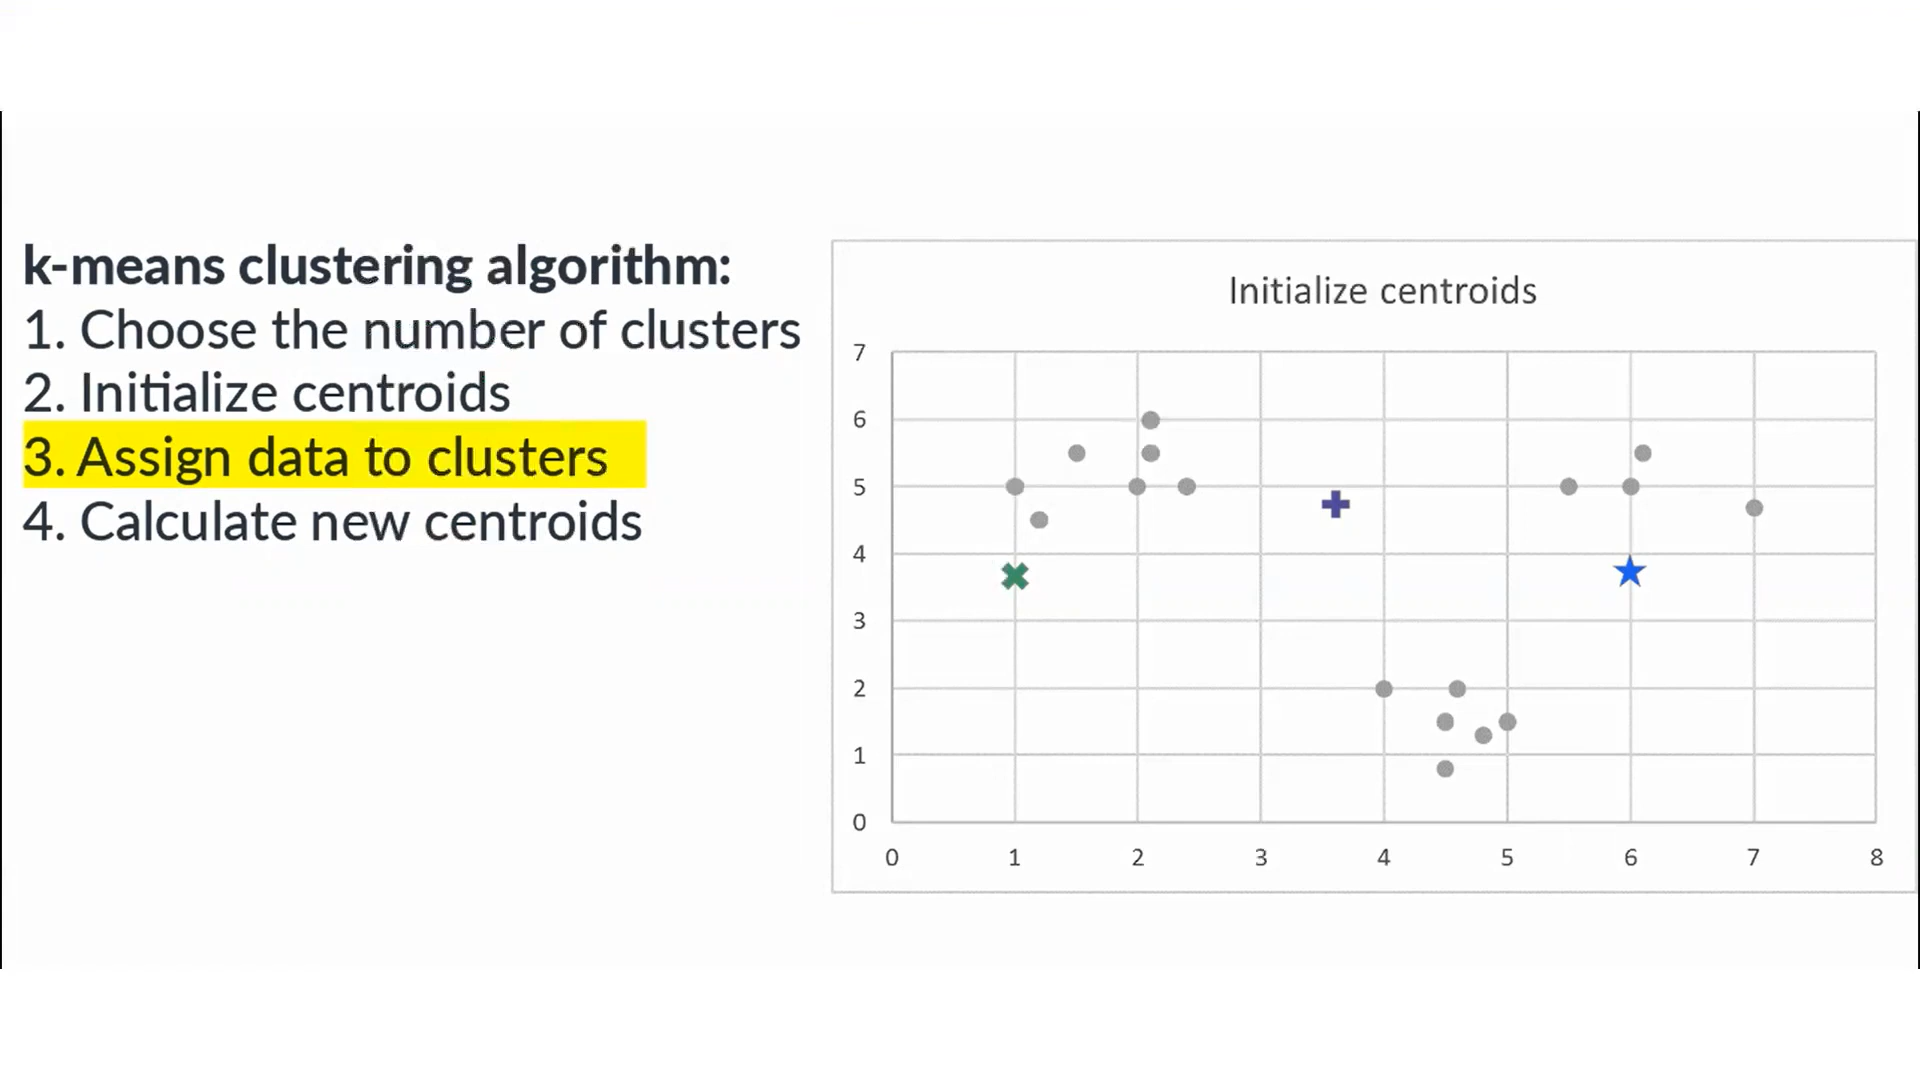 k-means clustering algorithm:
1. Choose the number of clusters
2. Initialize centroids
3. Assign data to clusters
4. Calculate new centroids
Initialize centroids
7
6
5
4
3
2
1
0
0 1 2 3 4 5 6 7 8